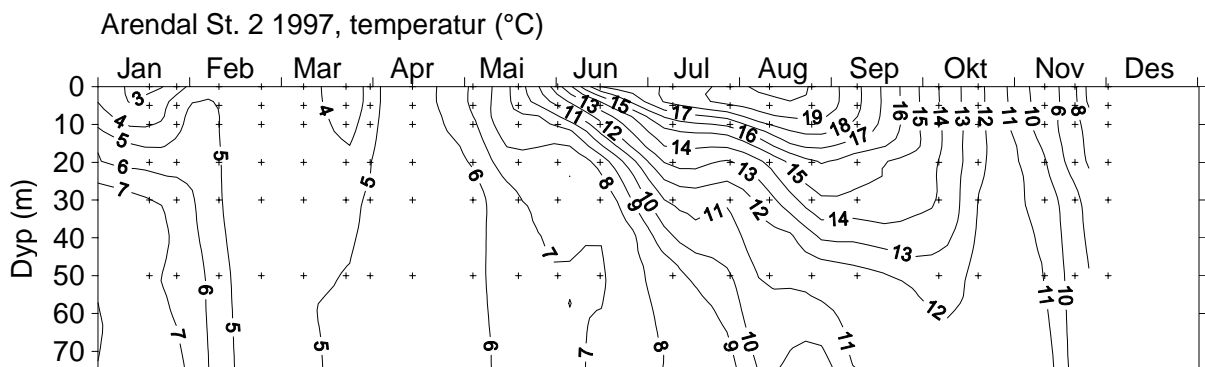 Arendal St. 2 1997, temperatur (°C)
Jan Feb Mar Apr Mai Jun Jul Aug Sep Okt Nov Des
0
3 4 13 15 17 19 18 17 16 15 14 13 12 11 10 6 8
10
4 5 5 11 12 16
20
6 7 5 6 8 14 13 15
30
9 10 11 12 14
40
Dyp (m)
7 13
50
6 12 11 10
60
7 5 5 6 7 8 9 10 11
70